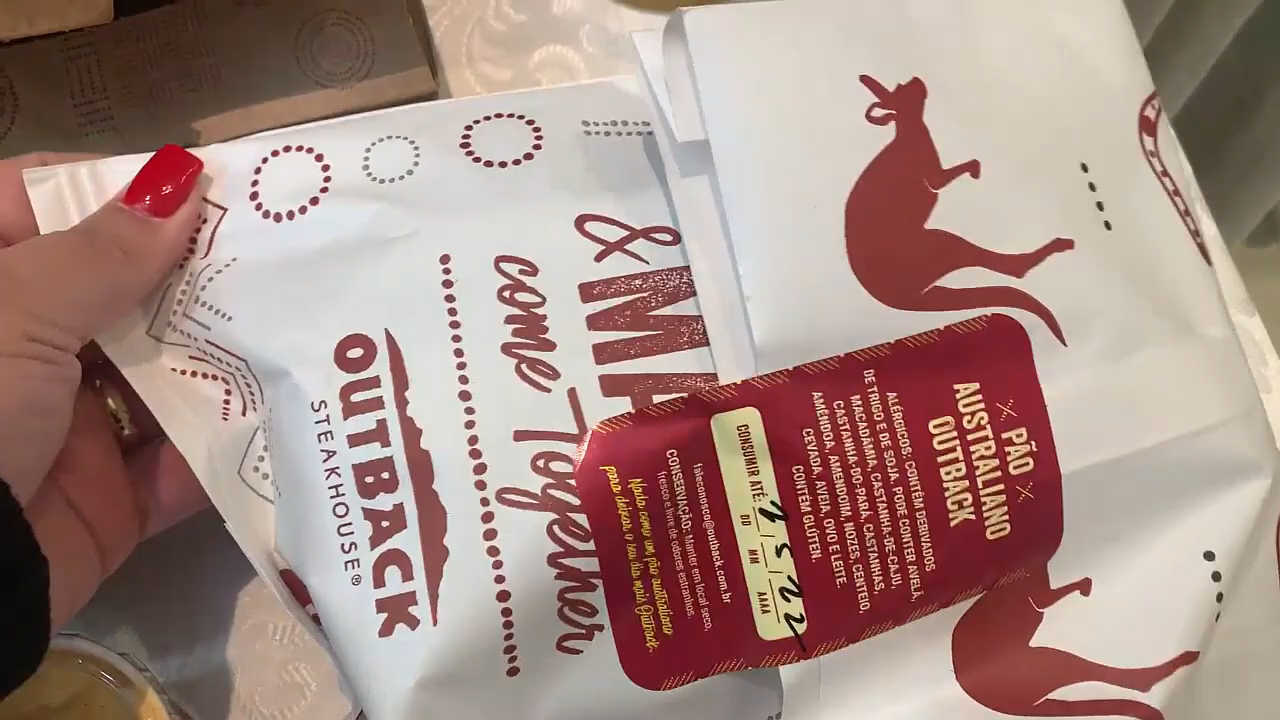 & MA
come Together
OUTBACK
STEAKHOUSE®
PÃO
AUSTRALIANO
OUTBACK
ALÉRGICOS: CONTÉM DERIVADOS
DE TRIGO E DE SOJA. PODE CONTER AVELÃ,
MACADÂMIA, CASTANHA-DE-CAJU,
CASTANHA-DO-PARÁ, CASTANHAS,
AMÊNDOA, AMENDOIM, NOZES, CENTEIO,
CEVADA, AVEIA, OVO E LEITE.
CONTÉM GLÚTEN.
CONSUMIR ATÉ: 9/5/22
DD MM AAAA
faleconosco@outback.com.br
CONSERVAÇÃO: Manter em local seco,
fresco e livre de odores estranhos.
Nada como um pão australiano
para deixar o seu dia mais Outback.